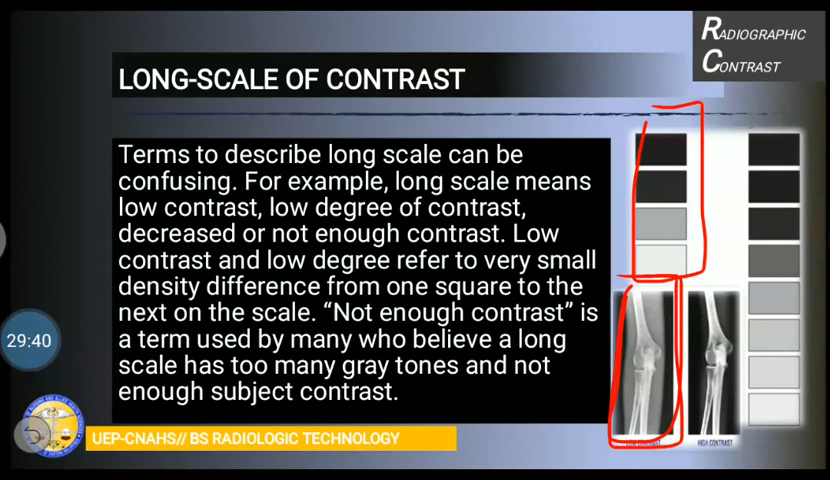 RADIOGRAPHIC
CONTRAST
LONG-SCALE OF CONTRAST
Terms to describe long scale can be
confusing. For example, long scale means
low contrast, low degree of contrast,
decreased or not enough contrast. Low
contrast and low degree refer to very small
density difference from one square to the
next on the scale. “Not enough contrast” is
a term used by many who believe a long
scale has too many gray tones and not
enough subject contrast.
29:40
LOW CONTRAST
HIGH CONTRAST
UEP-CNAHS// BS RADIOLOGIC TECHNOLOGY